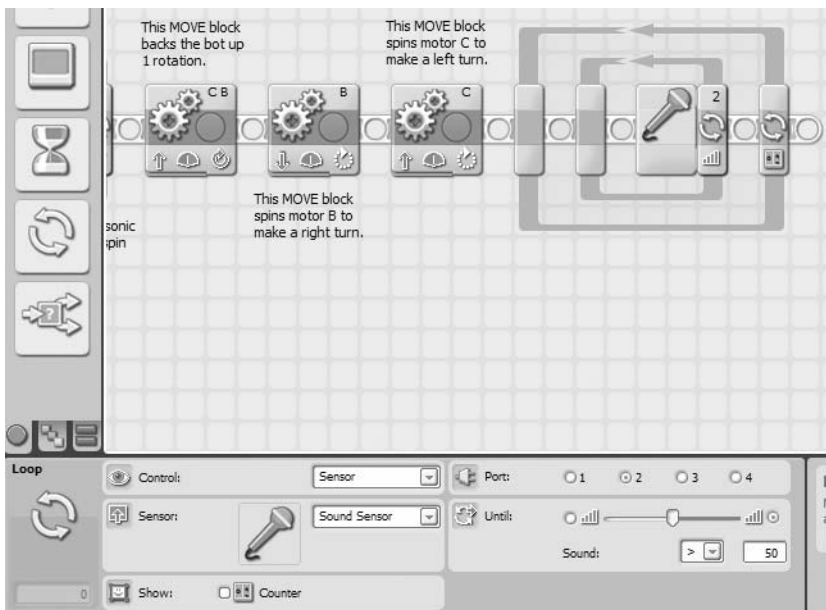 This MOVE block
backs the bot up
1 rotation.
This MOVE block
spins motor C to
make a left turn.
C B
B
C
2
This MOVE block
spins motor B to
make a right turn.
sonic
spin
Loop
Control:
Sensor
Port:
1
2
3
4
Sensor:
Sound Sensor
Until:
Sound:
>
50
0
Show:
Counter